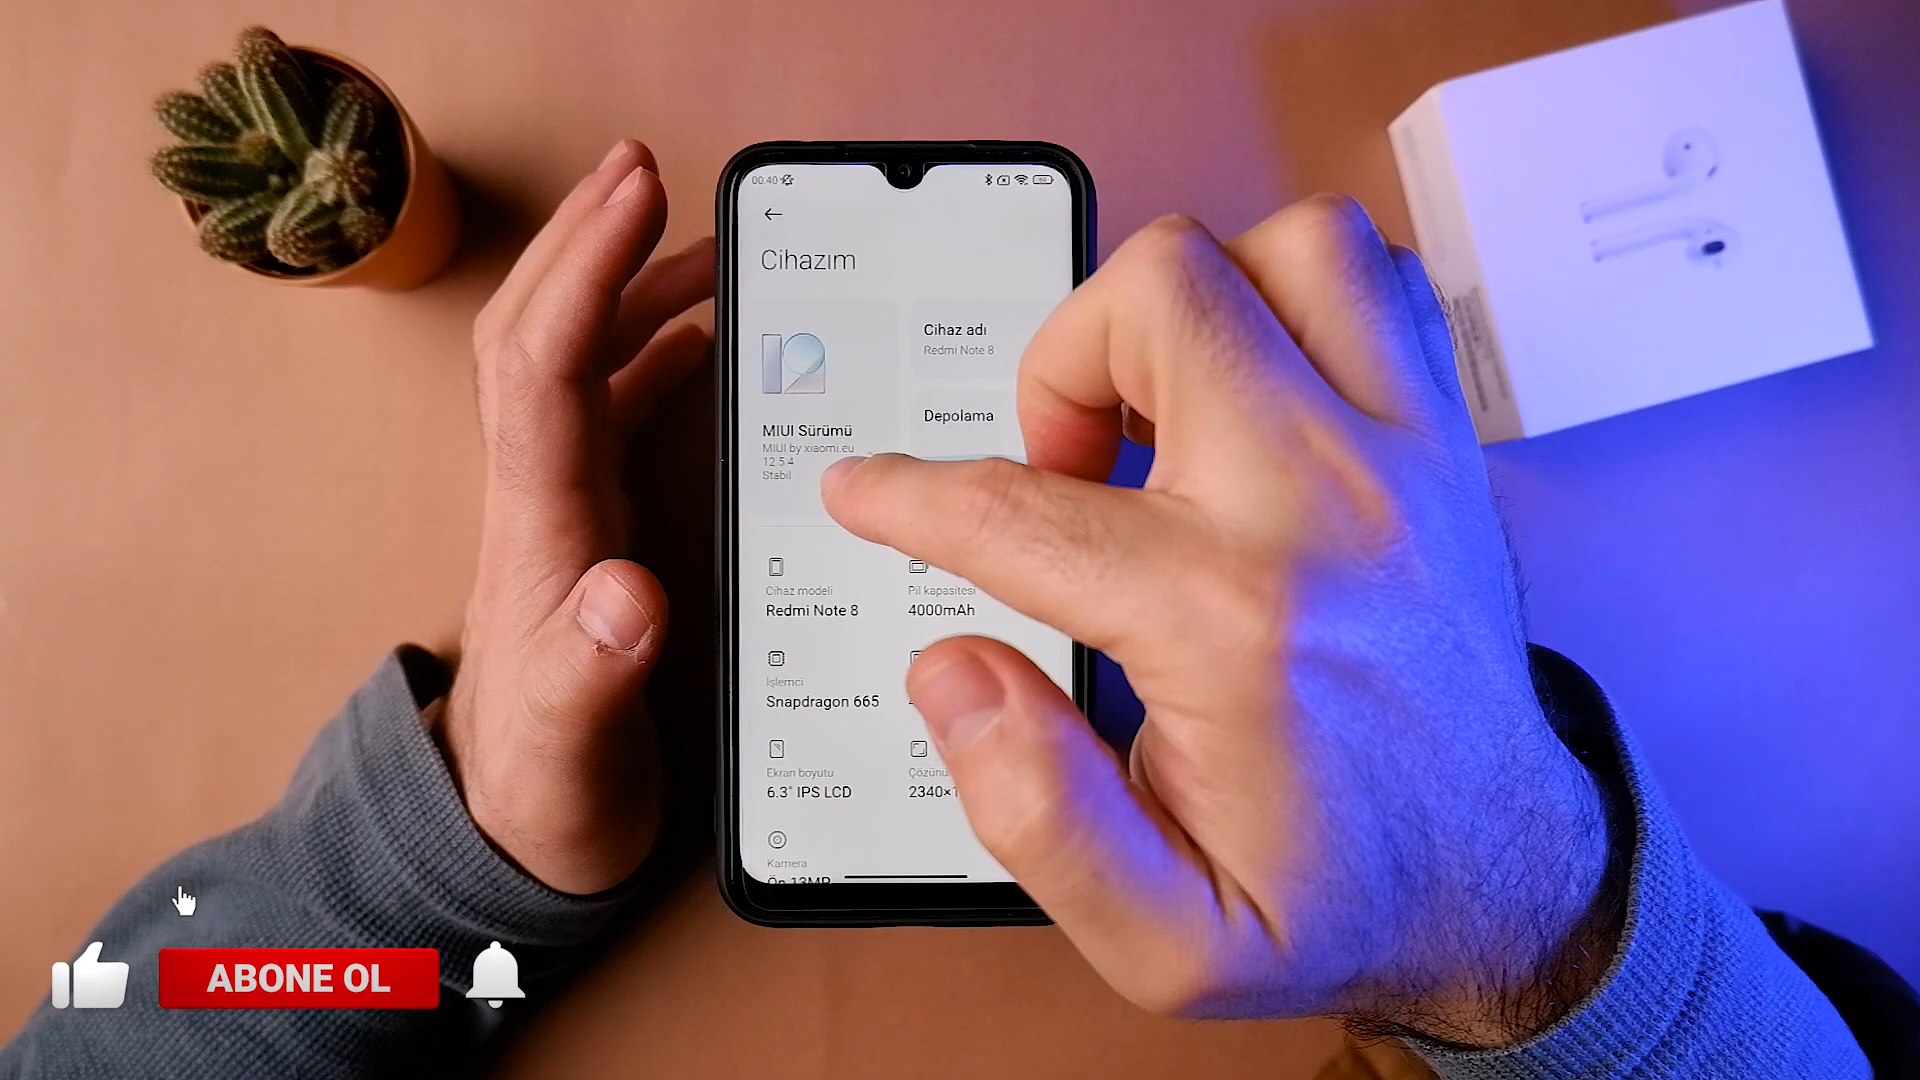 00.40
Cihazım
Cihaz adı
Redmi Note 8
Depolama
MIUI Sürümü
MIUI by xiaomi.eu
12.5.4
Stabil
Cihaz modeli
Redmi Note 8
Pil kapasitesi
4000mAh
İşlemci
Snapdragon 665
Ekran boyutu
6.3" IPS LCD
Kamera
Ön 13MP
ABONE OL